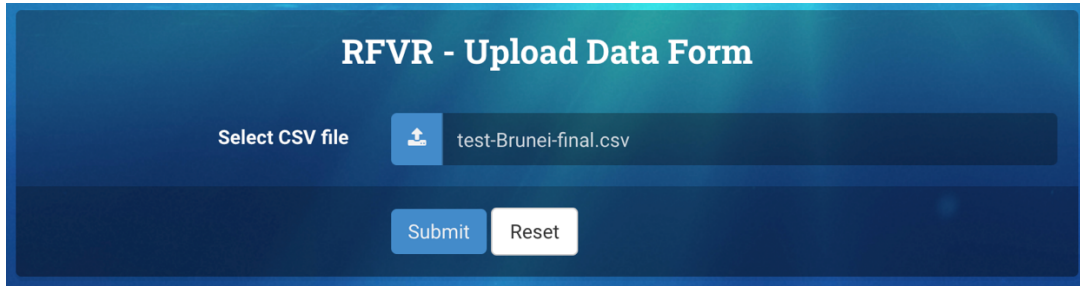 RFVR - Upload Data Form
Select CSV file test-Brunei-final.csv
Submit Reset